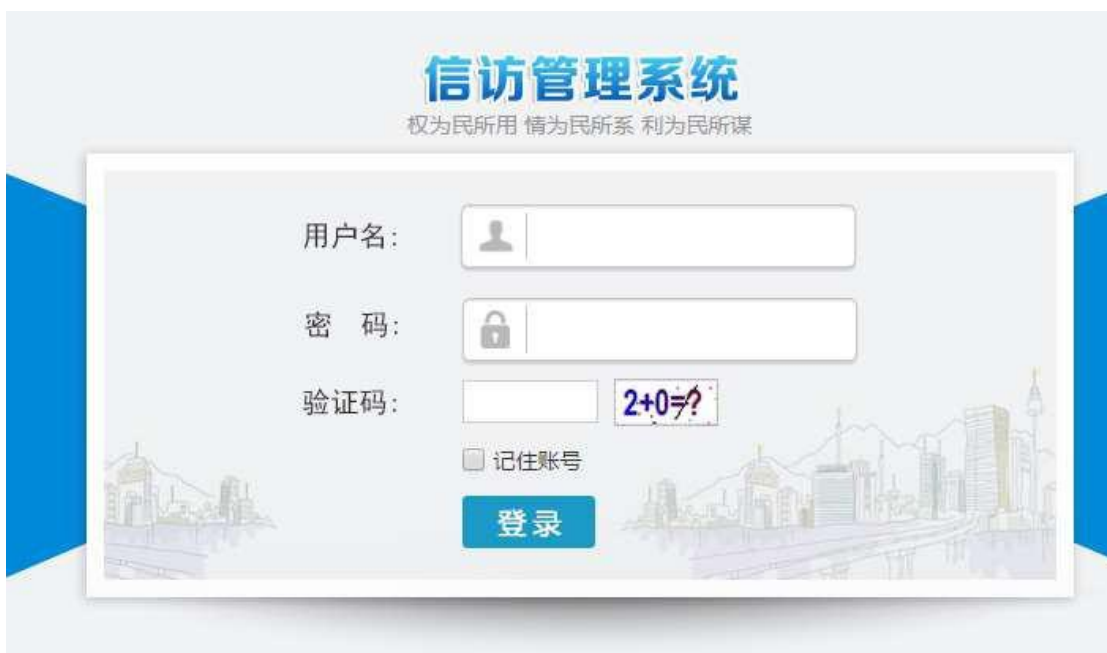 信访管理系统
权为民所用 情为民所系 利为民所谋
用户名:
密 码:
验证码: 2+0=?
记住账号
登录